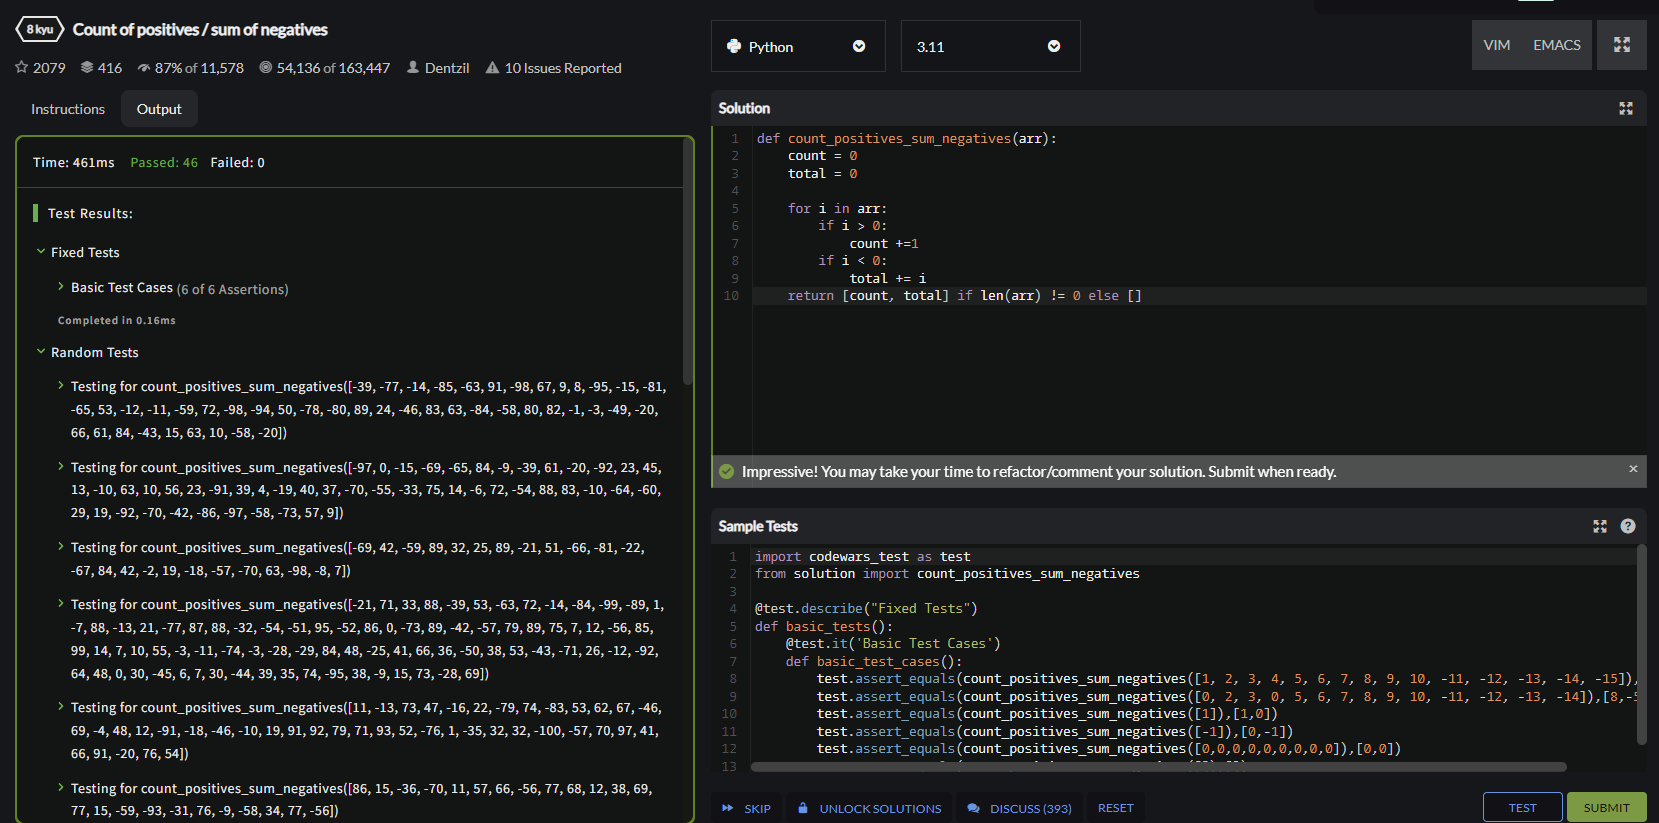 8 kyu Count of positives / sum of negatives
2079 416 87% of 11,578 54,136 of 163,447 Dentzil 10 Issues Reported
Instructions Output
Time: 461ms Passed: 46 Failed: 0
Test Results:
Fixed Tests
Basic Test Cases (6 of 6 Assertions)
Completed in 0.16ms
Random Tests
Testing for count_positives_sum_negatives([-39, -77, -14, -85, -63, 91, -98, 67, 9, 8, -95, -15, -81,
-65, 53, -12, -11, -59, 72, -98, -94, 50, -78, -80, 89, 24, -46, 83, 63, -84, -58, 80, 82, -1, -3, -49, -20,
66, 61, 84, -43, 15, 63, 10, -58, -20])
Testing for count_positives_sum_negatives([-97, 0, -15, -69, -65, 84, -9, -39, 61, -20, -92, 23, 45,
13, -10, 63, 10, 56, 23, -91, 39, 4, -19, 40, 37, -70, -55, -33, 75, 14, -6, 72, -54, 88, 83, -10, -64, -60,
29, 19, -92, -70, -42, -86, -97, -58, -73, 57, 9])
Testing for count_positives_sum_negatives([-69, 42, -59, 89, 32, 25, 89, -21, 51, -66, -81, -22,
-67, 84, 42, -2, 19, -18, -57, -70, 63, -98, -8, 7])
Testing for count_positives_sum_negatives([-21, 71, 33, 88, -39, 53, -63, 72, -14, -84, -99, -89, 1,
-7, 88, -13, 21, -77, 87, 88, -32, -54, -51, 95, -52, 86, 0, -73, 89, -42, -57, 79, 89, 75, 7, 12, -56, 85,
99, 14, 7, 10, 55, -3, -11, -74, -3, -28, -29, 84, 48, -25, 41, 66, 36, -50, 38, 53, -43, -71, 26, -12, -92,
64, 48, 0, 30, -45, 6, 7, 30, -44, 39, 35, 74, -95, 38, -9, 15, 73, -28, 69])
Testing for count_positives_sum_negatives([11, -13, 73, 47, -16, 22, -79, 74, -83, 53, 62, 67, -46,
69, -4, 48, 12, -91, -18, -46, -10, 19, 91, 92, 79, 71, 93, 52, -76, 1, -35, 32, 32, -100, -57, 70, 97, 41,
66, 91, -20, 76, 54])
Testing for count_positives_sum_negatives([86, 15, -36, -70, 11, 57, 66, -56, 77, 68, 12, 38, 69,
77, 15, -59, -93, -31, 76, -9, -58, 34, 77, -56])
Python 3.11 VIM EMACS
Solution
1 def count_positives_sum_negatives(arr):
2 count = 0
3 total = 0
4
5 for i in arr:
6 if i > 0:
7 count +=1
8 if i < 0:
9 total += i
10 return [count, total] if len(arr) != 0 else []
Impressive! You may take your time to refactor/comment your solution. Submit when ready. ×
Sample Tests ?
1 import codewars_test as test
2 from solution import count_positives_sum_negatives
3
4 @test.describe("Fixed Tests")
5 def basic_tests():
6 @test.it('Basic Test Cases')
7 def basic_test_cases():
8 test.assert_equals(count_positives_sum_negatives([1, 2, 3, 4, 5, 6, 7, 8, 9, 10, -11, -12, -13, -14, -15]),
9 test.assert_equals(count_positives_sum_negatives([0, 2, 3, 0, 5, 6, 7, 8, 9, 10, -11, -12, -13, -14]),[8,-5
10 test.assert_equals(count_positives_sum_negatives([1]),[1,0])
11 test.assert_equals(count_positives_sum_negatives([-1]),[0,-1])
12 test.assert_equals(count_positives_sum_negatives([0,0,0,0,0,0,0,0,0]),[0,0])
13
SKIP UNLOCK SOLUTIONS DISCUSS (393) RESET TEST SUBMIT